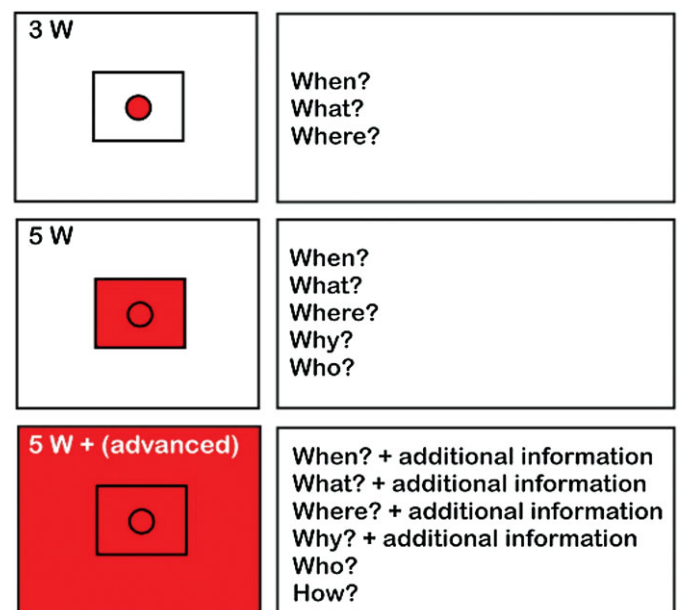 3 W
When?
What?
Where?
5 W
When?
What?
Where?
Why?
Who?
5 W + (advanced)
When? + additional information
What? + additional information
Where? + additional information
Why? + additional information
Who?
How?